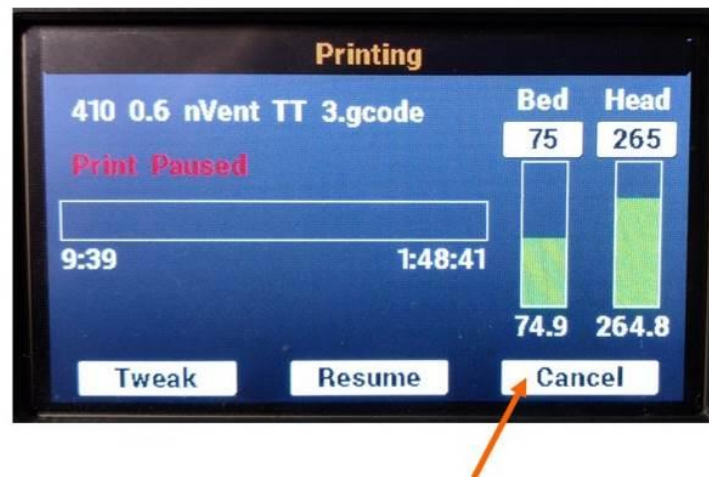 Printing
410 0.6 nVent TT 3.gcode
Bed Head
75 265
Print Paused
9:39 1:48:41
74.9 264.8
Tweak Resume Cancel